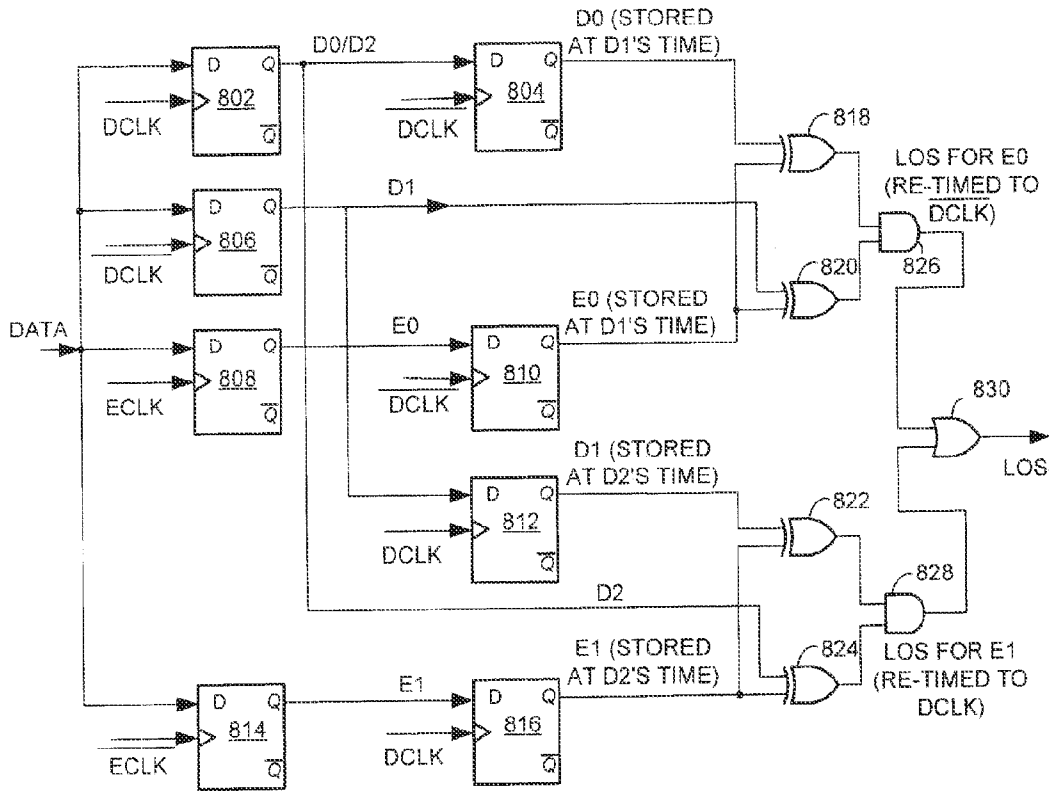 D0 (STORED
AT D1'S TIME)
D0/D2
D Q
802
Q
DCLK
D Q
804
Q
DCLK
818
LOS FOR E0
(RE-TIMED TO
DCLK)
D1
D Q
806
Q
DCLK
820
826
E0 (STORED
AT D1'S TIME)
DATA
E0
D Q
808
Q
ECLK
D Q
810
Q
DCLK
830
LOS
D1 (STORED
AT D2'S TIME)
D Q
812
Q
DCLK
822
828
D2
E1 (STORED
AT D2'S TIME)
824
LOS FOR E1
(RE-TIMED TO
DCLK)
E1
D Q
814
Q
ECLK
D Q
816
Q
DCLK